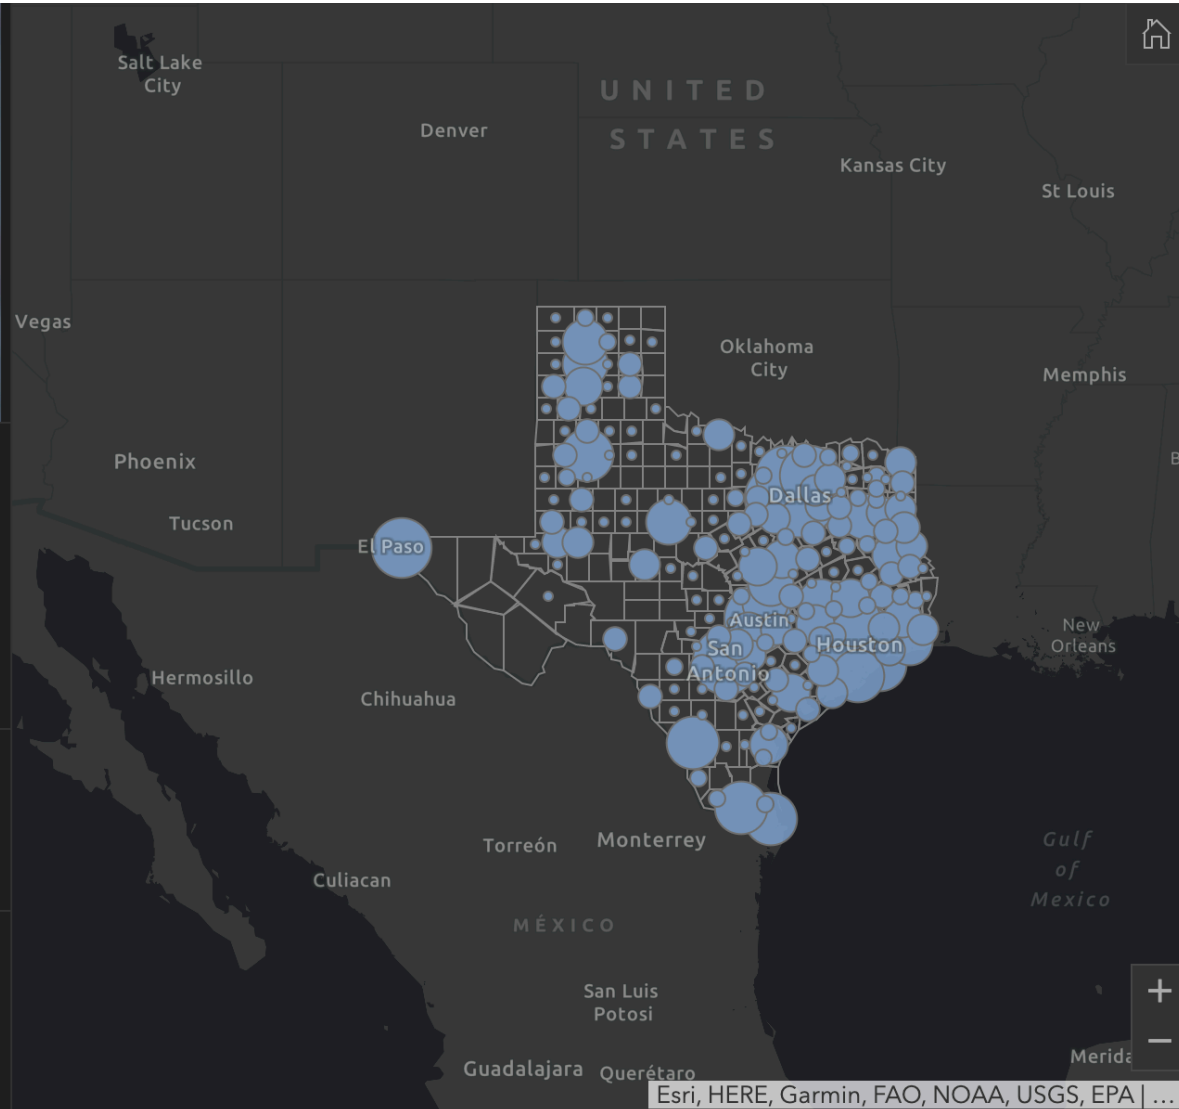 Salt Lake
City
UNITED
STATES
Denver
Kansas City
St Louis
Vegas
Oklahoma
City
Memphis
Phoenix
Dallas
Tucson
El Paso
Austin
Houston
San
Antonio
New
Orleans
Hermosillo
Chihuahua
Torreón
Monterrey
Gulf
of
Mexico
Culiacan
MÉXICO
San Luis
Potosi
+
−
Guadalajara
Querétaro
Merida
Esri, HERE, Garmin, FAO, NOAA, USGS, EPA | ...